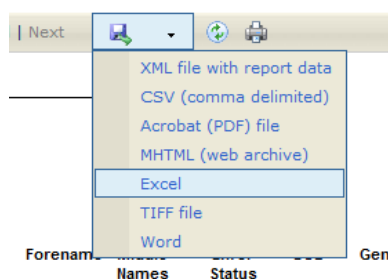 | Next
XML file with report data
CSV (comma delimited)
Acrobat (PDF) file
MHTML (web archive)
Excel
TIFF file
Word
Forename
Names Status